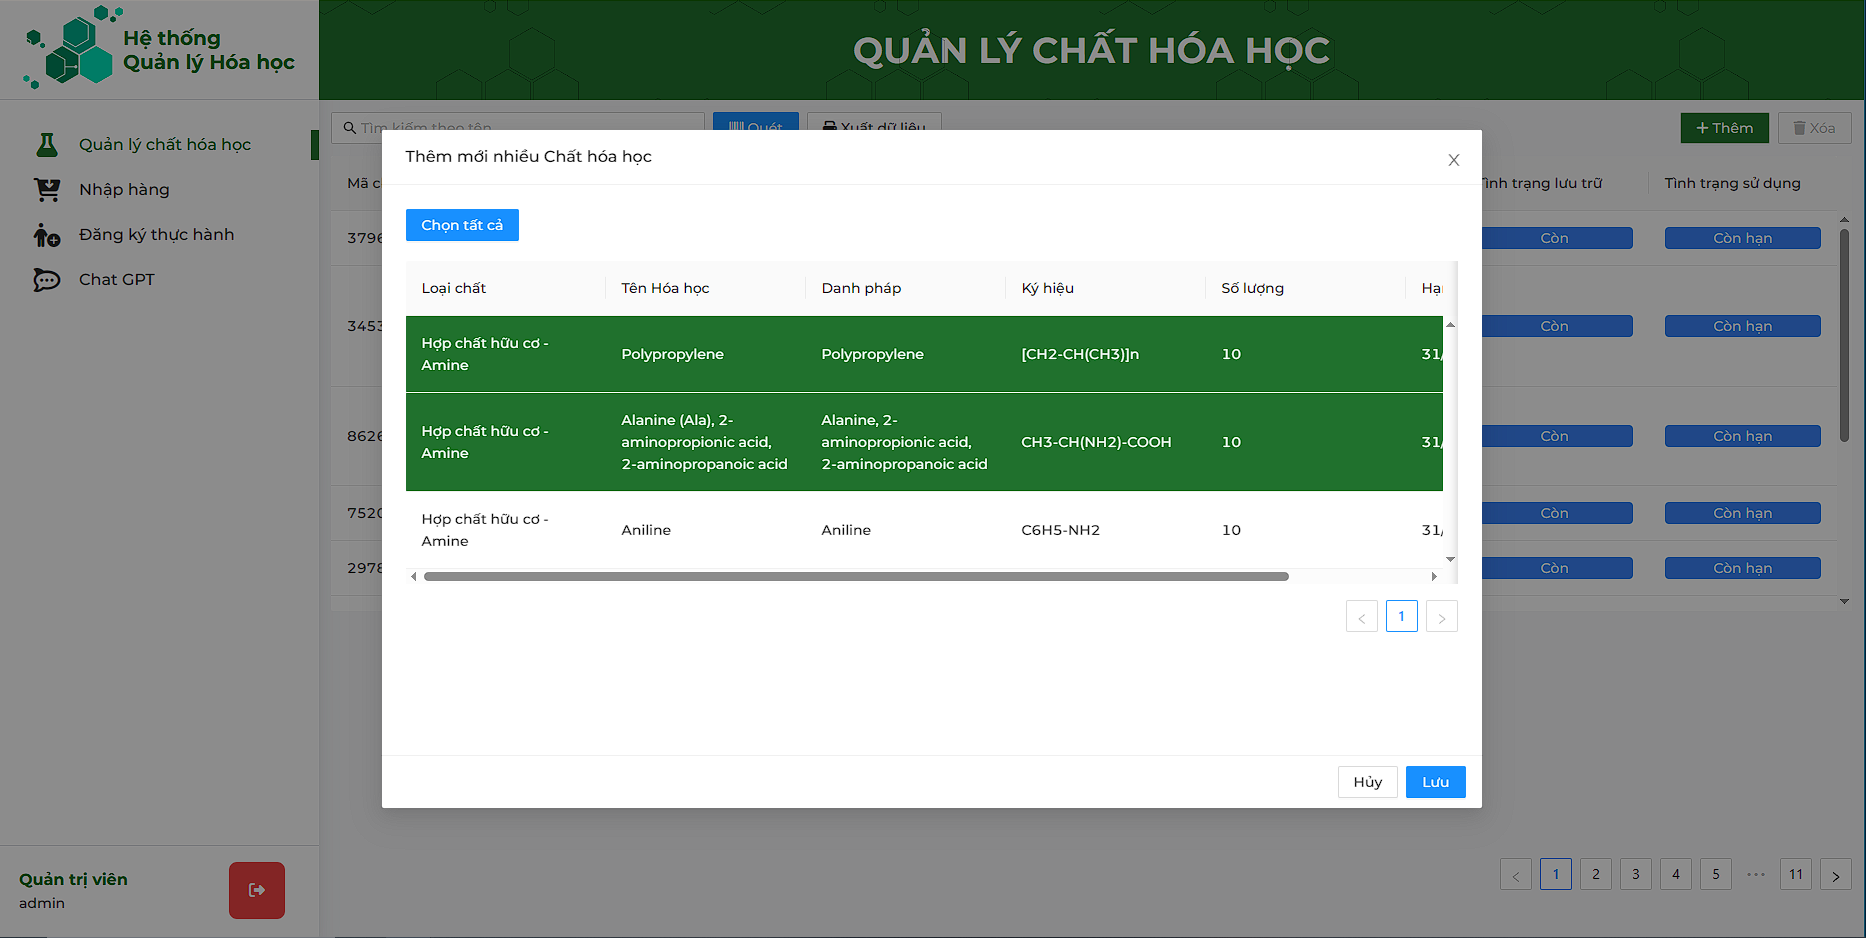 Hệ thống
Quản lý Hóa học
QUẢN LÝ CHẤT HÓA HỌC
Quản lý chất hóa học
Nhập hàng
Đăng ký thực hành
Chat GPT
Tìm kiếm theo tên
Quét
Xuất dữ liệu
Thêm
Xóa
Mã c
Tình trạng lưu trữ
Tình trạng sử dụng
3796
Còn
Còn hạn
3453
Còn
Còn hạn
8626
Còn
Còn hạn
7520
Còn
Còn hạn
2978
Còn
Còn hạn
Thêm mới nhiều Chất hóa học
Chọn tất cả
Loại chất
Tên Hóa học
Danh pháp
Ký hiệu
Số lượng
Hạ
Hợp chất hữu cơ -
Amine
Polypropylene
Polypropylene
[CH2-CH(CH3)]n
10
31/
Hợp chất hữu cơ -
Amine
Alanine (Ala), 2-
aminopropionic acid,
2-aminopropanoic acid
Alanine, 2-
aminopropionic acid,
2-aminopropanoic acid
CH3-CH(NH2)-COOH
10
31/
Hợp chất hữu cơ -
Amine
Aniline
Aniline
C6H5-NH2
10
31/
1
Hủy
Lưu
1
2
3
4
5
•••
11
Quản trị viên
admin